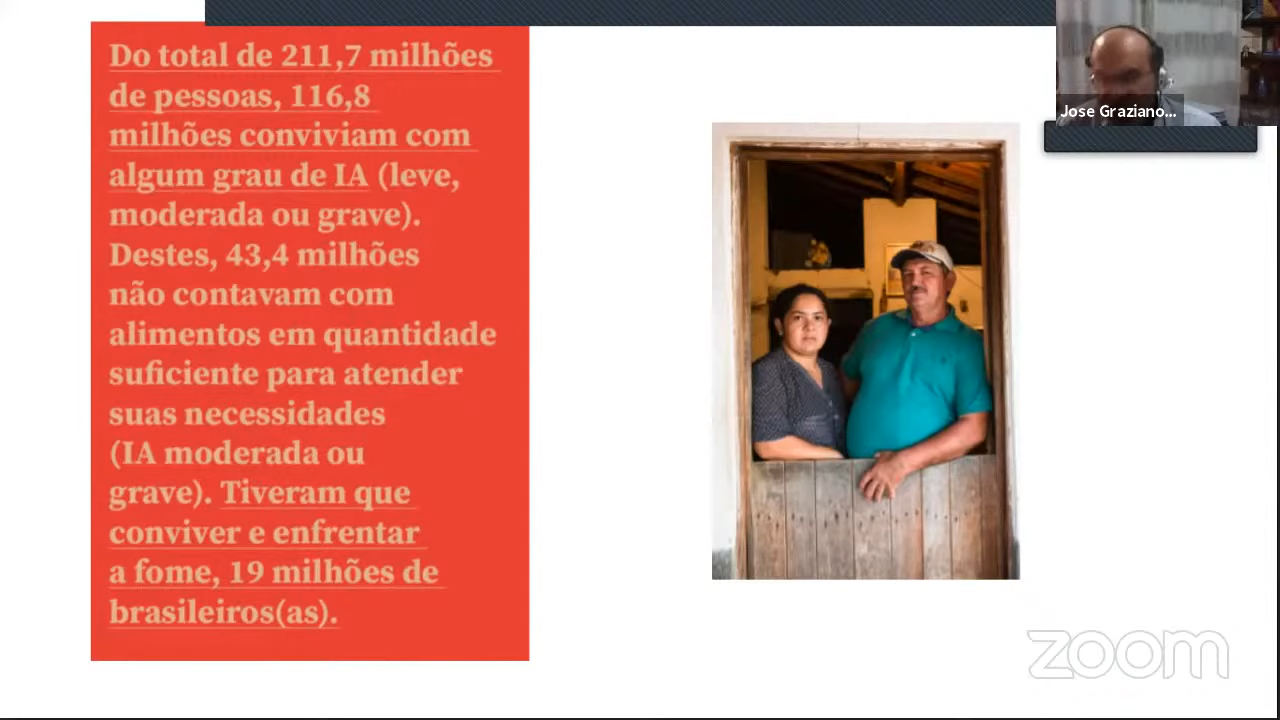 Do total de 211,7 milhões
de pessoas, 116,8
milhões conviviam com
algum grau de IA (leve,
moderada ou grave).
Destes, 43,4 milhões
não contavam com
alimentos em quantidade
suficiente para atender
suas necessidades
(IA moderada ou
grave). Tiveram que
conviver e enfrentar
a fome, 19 milhões de
brasileiros(as).
Jose Graziano...
zoom